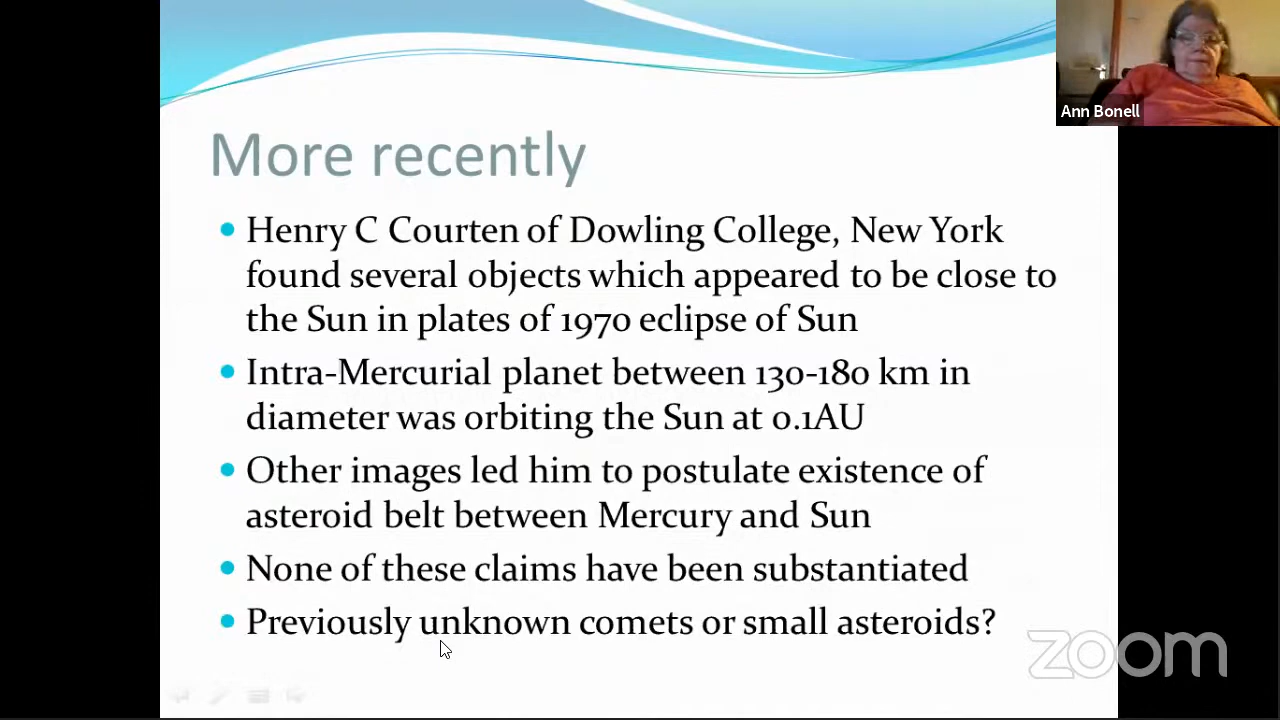 Ann Bonell
More recently
• Henry C Courten of Dowling College, New York
found several objects which appeared to be close to
the Sun in plates of 1970 eclipse of Sun
• Intra-Mercurial planet between 130-180 km in
diameter was orbiting the Sun at 0.1AU
• Other images led him to postulate existence of
asteroid belt between Mercury and Sun
• None of these claims have been substantiated
• Previously unknown comets or small asteroids?
zoom